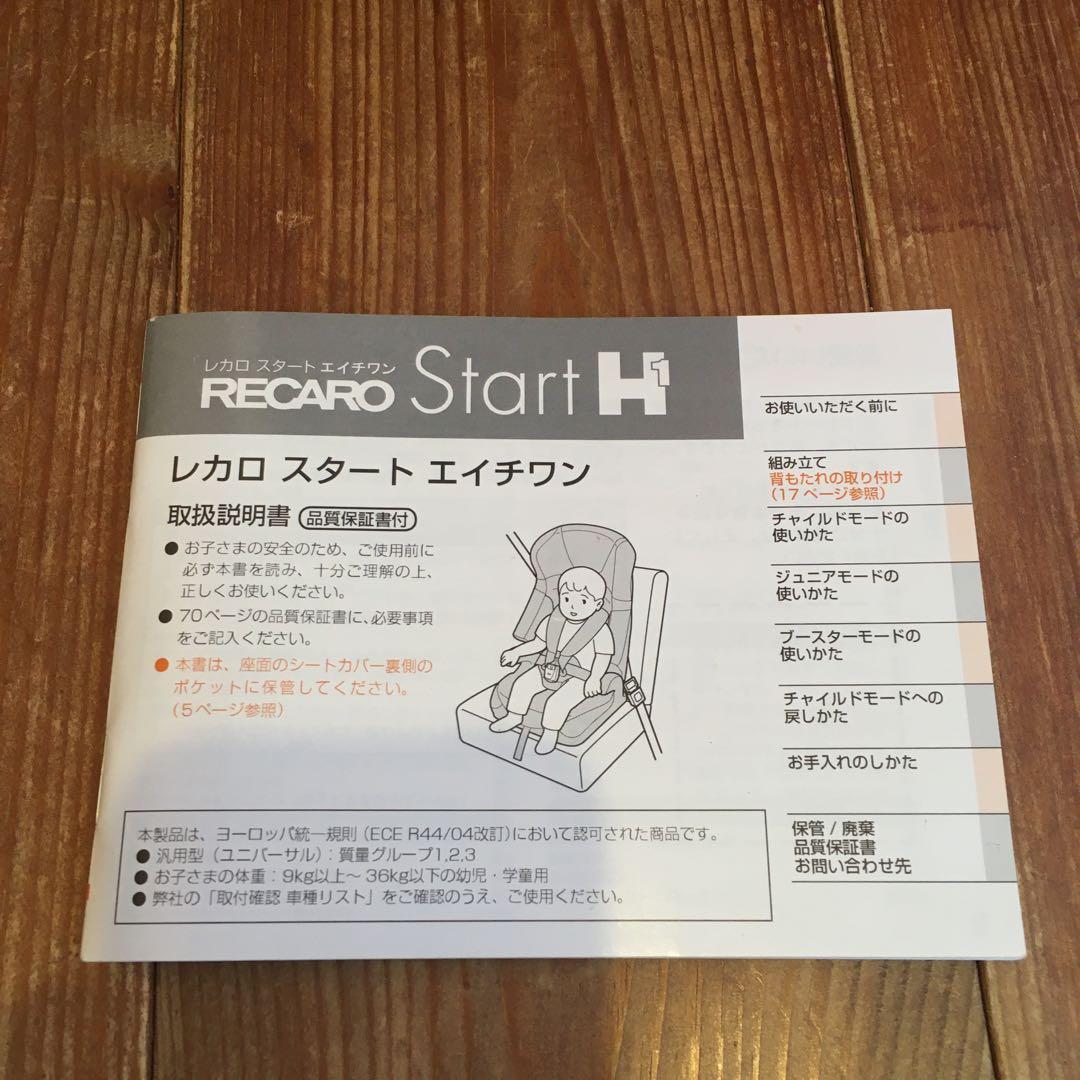 レカロ スタート エイチワン
RECARO Start H1
レカロ スタート エイチワン
取扱説明書 品質保証書付
● お子さまの安全のため、ご使用前に
必ず本書を読み、十分ご理解の上、
正しくお使いください。
● 70ページの品質保証書に、必要事項
をご記入ください。
● 本書は、座面のシートカバー裏側の
ポケットに保管してください。
（5ページ参照）
本製品は、ヨーロッパ統一規則（ECE R44/04改訂）において認可された商品です。
● 汎用型（ユニバーサル）：質量グループ1,2,3
● お子さまの体重：9kg以上～36kg以下の幼児・学童用
● 弊社の「取付確認 車種リスト」をご確認のうえ、ご使用ください。
お使いいただく前に
組み立て
背もたれの取り付け
（17ページ参照）
チャイルドモードの
使いかた
ジュニアモードの
使いかた
ブースターモードの
使いかた
チャイルドモードへの
戻しかた
お手入れのしかた
保管 / 廃棄
品質保証書
お問い合わせ先